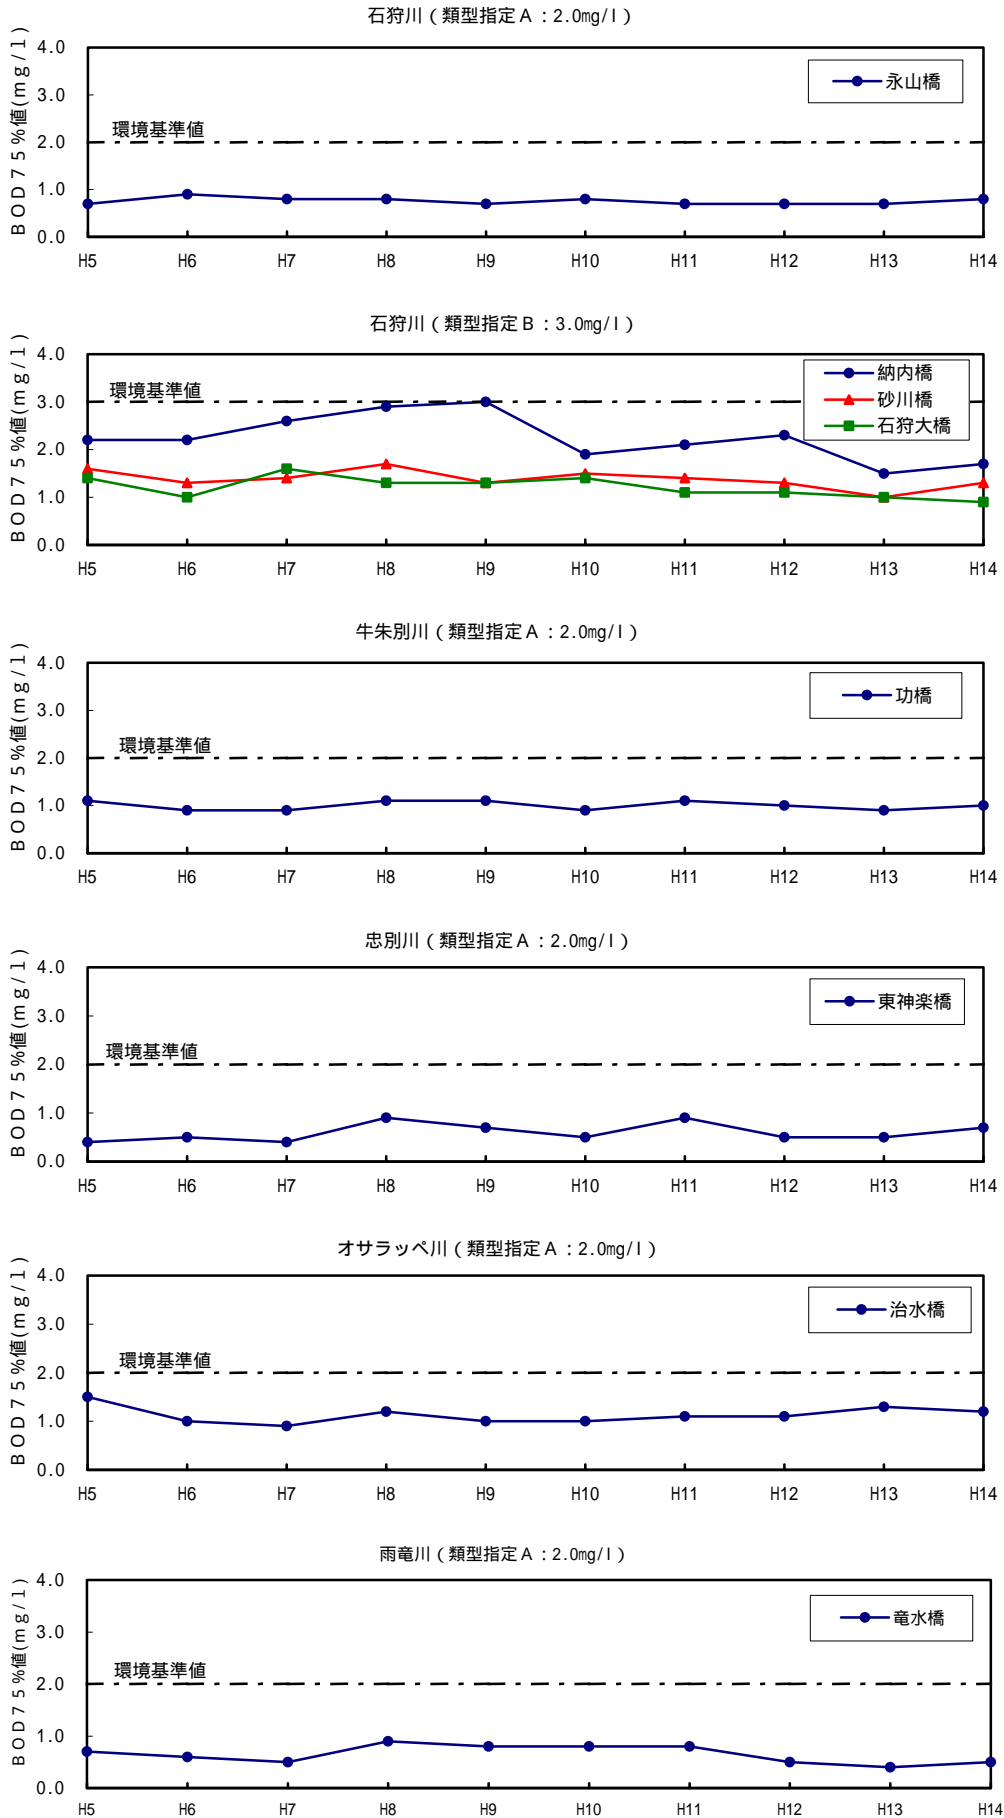 石狩川（類型指定Ａ：2.0mg/l）
ＢＯＤ７５%値(mg/l)
4.0
3.0
2.0
1.0
0.0
環境基準値
永山橋
H5 H6 H7 H8 H9 H10 H11 H12 H13 H14
石狩川（類型指定Ｂ：3.0mg/l）
ＢＯＤ７５%値(mg/l)
4.0
3.0
2.0
1.0
0.0
環境基準値
納内橋
砂川橋
石狩大橋
H5 H6 H7 H8 H9 H10 H11 H12 H13 H14
牛朱別川（類型指定Ａ：2.0mg/l）
ＢＯＤ７５%値(mg/l)
4.0
3.0
2.0
1.0
0.0
環境基準値
功橋
H5 H6 H7 H8 H9 H10 H11 H12 H13 H14
忠別川（類型指定Ａ：2.0mg/l）
ＢＯＤ７５%値(mg/l)
4.0
3.0
2.0
1.0
0.0
環境基準値
東神楽橋
H5 H6 H7 H8 H9 H10 H11 H12 H13 H14
オサラッペ川（類型指定Ａ：2.0mg/l）
ＢＯＤ７５%値(mg/l)
4.0
3.0
2.0
1.0
0.0
環境基準値
治水橋
H5 H6 H7 H8 H9 H10 H11 H12 H13 H14
雨竜川（類型指定Ａ：2.0mg/l）
ＢＯＤ７５%値(mg/l)
4.0
3.0
2.0
1.0
0.0
環境基準値
竜水橋
H5 H6 H7 H8 H9 H10 H11 H12 H13 H14